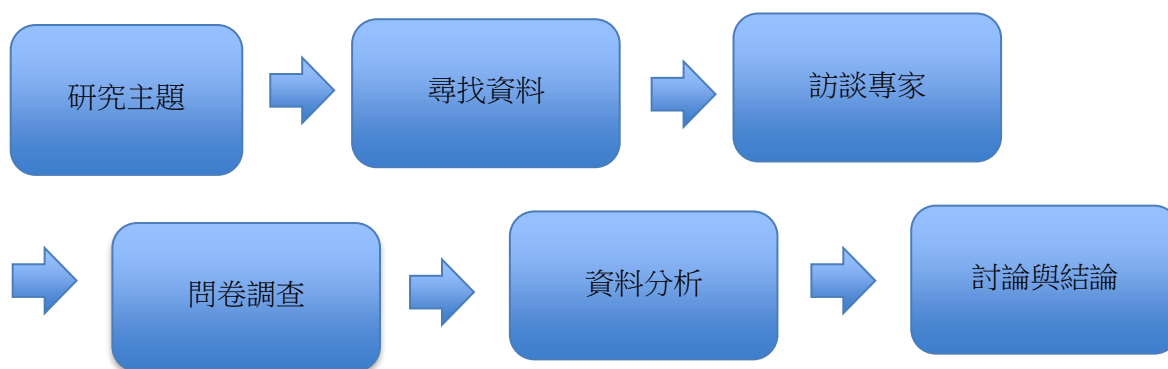 研究主題
尋找資料
訪談專家
問卷調查
資料分析
討論與結論